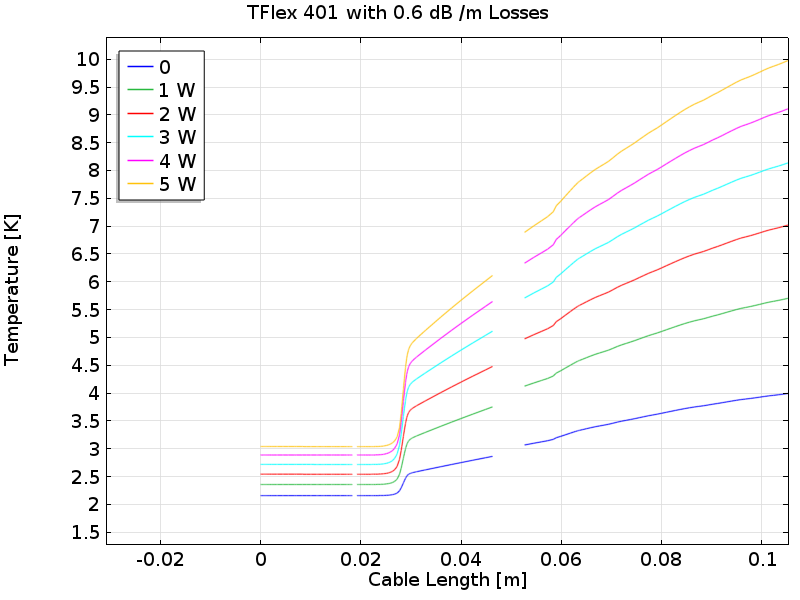 TFlex 401 with 0.6 dB /m Losses
Temperature [K]
10
9.5
9
8.5
8
7.5
7
6.5
6
5.5
5
4.5
4
3.5
3
2.5
2
1.5
0
1 W
2 W
3 W
4 W
5 W
-0.02 0 0.02 0.04 0.06 0.08 0.1
Cable Length [m]